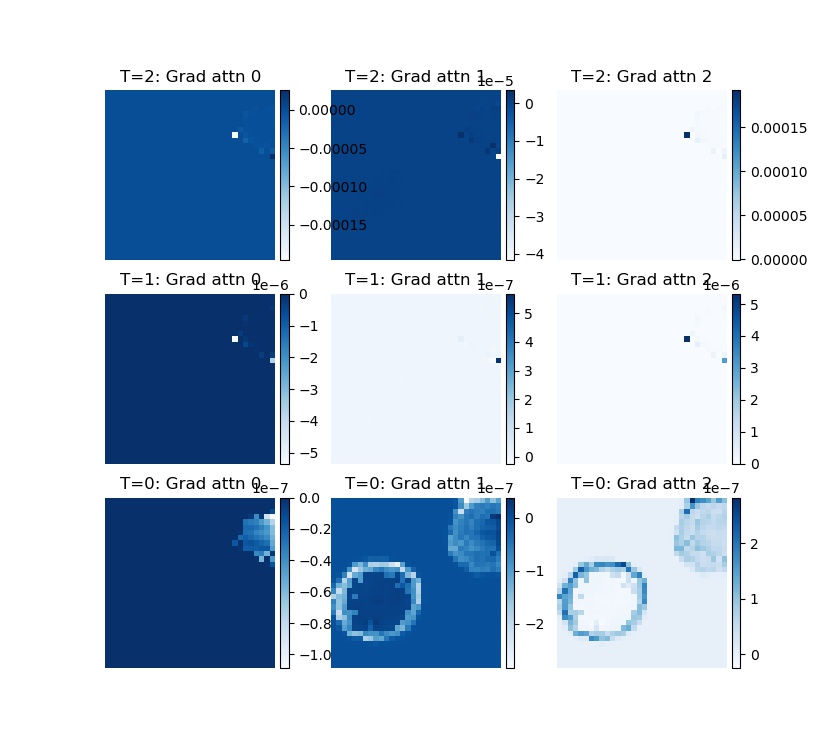 T=2: Grad attn 0
T=2: Grad attn 1
1e−5
T=2: Grad attn 2
0.00000
−0.00005
−0.00010
−0.00015
0
−1
−2
−3
−4
0.00015
0.00010
0.00005
0.00000
T=1: Grad attn 0
1e−6
T=1: Grad attn 1
1e−7
T=1: Grad attn 2
1e−6
0
−1
−2
−3
−4
−5
5
4
3
2
1
0
5
4
3
2
1
0
T=0: Grad attn 0
1e−7
T=0: Grad attn 1
1e−7
T=0: Grad attn 2
1e−7
0.0
−0.2
−0.4
−0.6
−0.8
−1.0
0
−1
−2
2
1
0